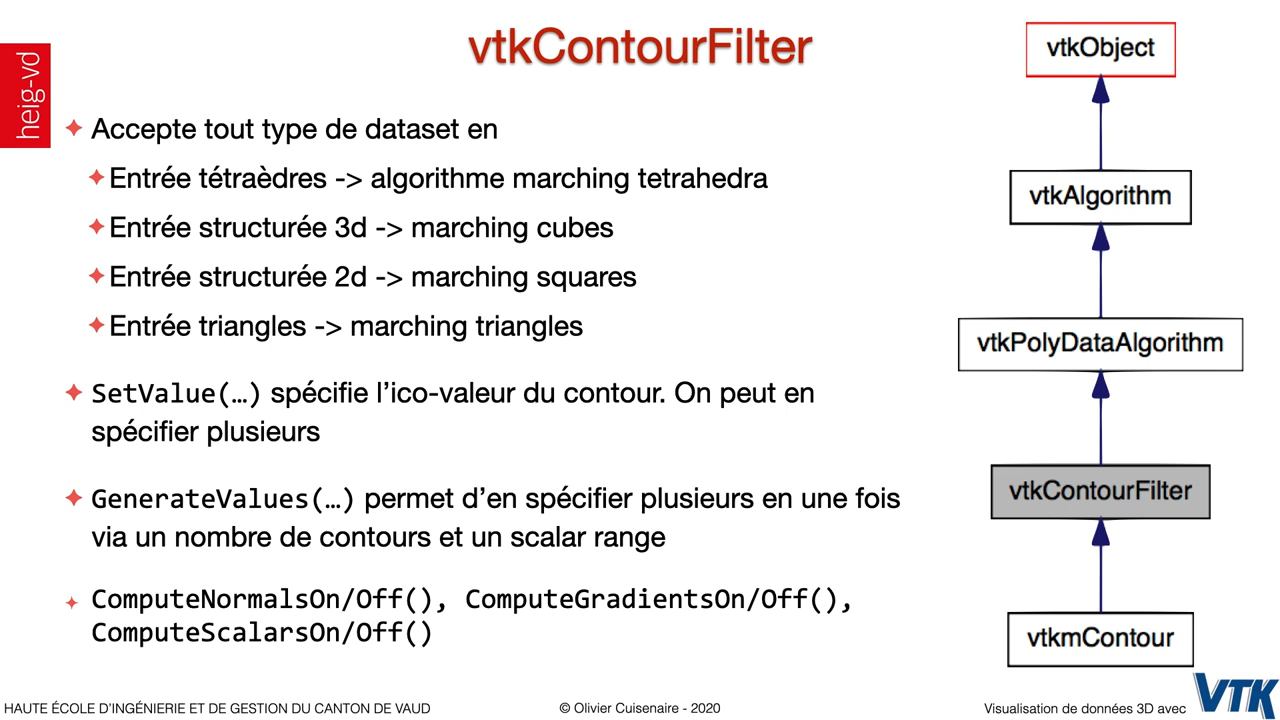 vtkContourFilter
heig-vd
Accepte tout type de dataset en
Entrée tétraèdres -> algorithme marching tetrahedra
Entrée structurée 3d -> marching cubes
Entrée structurée 2d -> marching squares
Entrée triangles -> marching triangles
SetValue(…) spécifie l’ico-valeur du contour. On peut en
spécifier plusieurs
GenerateValues(…) permet d’en spécifier plusieurs en une fois
via un nombre de contours et un scalar range
ComputeNormalsOn/Off(), ComputeGradientsOn/Off(),
ComputeScalarsOn/Off()
vtkObject
vtkAlgorithm
vtkPolyDataAlgorithm
vtkContourFilter
vtkmContour
HAUTE ÉCOLE D’INGÉNIERIE ET DE GESTION DU CANTON DE VAUD
© Olivier Cuisenaire - 2020
Visualisation de données 3D avec VTK